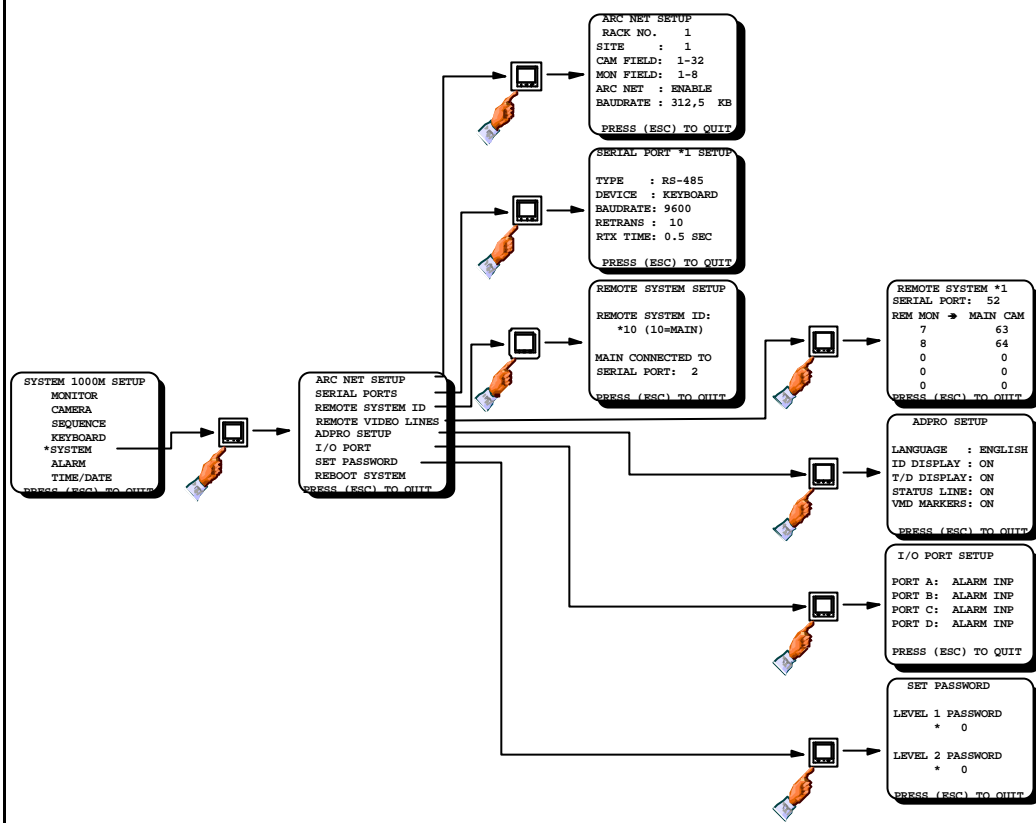 ARC NET SETUP
RACK NO. 1
SITE : 1
CAM FIELD: 1-32
MON FIELD: 1-8
ARC NET : ENABLE
BAUDRATE : 312,5 KB
PRESS (ESC) TO QUIT
SERIAL PORT *1 SETUP
TYPE : RS-485
DEVICE : KEYBOARD
BAUDRATE: 9600
RETRANS : 10
RTX TIME: 0.5 SEC
PRESS (ESC) TO QUIT
REMOTE SYSTEM SETUP
REMOTE SYSTEM ID:
*10 (10=MAIN)
MAIN CONNECTED TO
SERIAL PORT: 2
PRESS (ESC) TO QUIT
REMOTE SYSTEM *1
SERIAL PORT: 52
REM MON ➔ MAIN CAM
7 63
8 64
0 0
0 0
0 0
PRESS (ESC) TO QUIT
SYSTEM 1000M SETUP
MONITOR
CAMERA
SEQUENCE
KEYBOARD
*SYSTEM
ALARM
TIME/DATE
PRESS (ESC) TO QUIT
ARC NET SETUP
SERIAL PORTS
REMOTE SYSTEM ID
REMOTE VIDEO LINES
ADPRO SETUP
I/O PORT
SET PASSWORD
REBOOT SYSTEM
PRESS (ESC) TO QUIT
ADPRO SETUP
LANGUAGE : ENGLISH
ID DISPLAY : ON
T/D DISPLAY: ON
STATUS LINE: ON
VMD MARKERS: ON
PRESS (ESC) TO QUIT
I/O PORT SETUP
PORT A: ALARM INP
PORT B: ALARM INP
PORT C: ALARM INP
PORT D: ALARM INP
PRESS (ESC) TO QUIT
SET PASSWORD
LEVEL 1 PASSWORD
* 0
LEVEL 2 PASSWORD
* 0
PRESS (ESC) TO QUIT